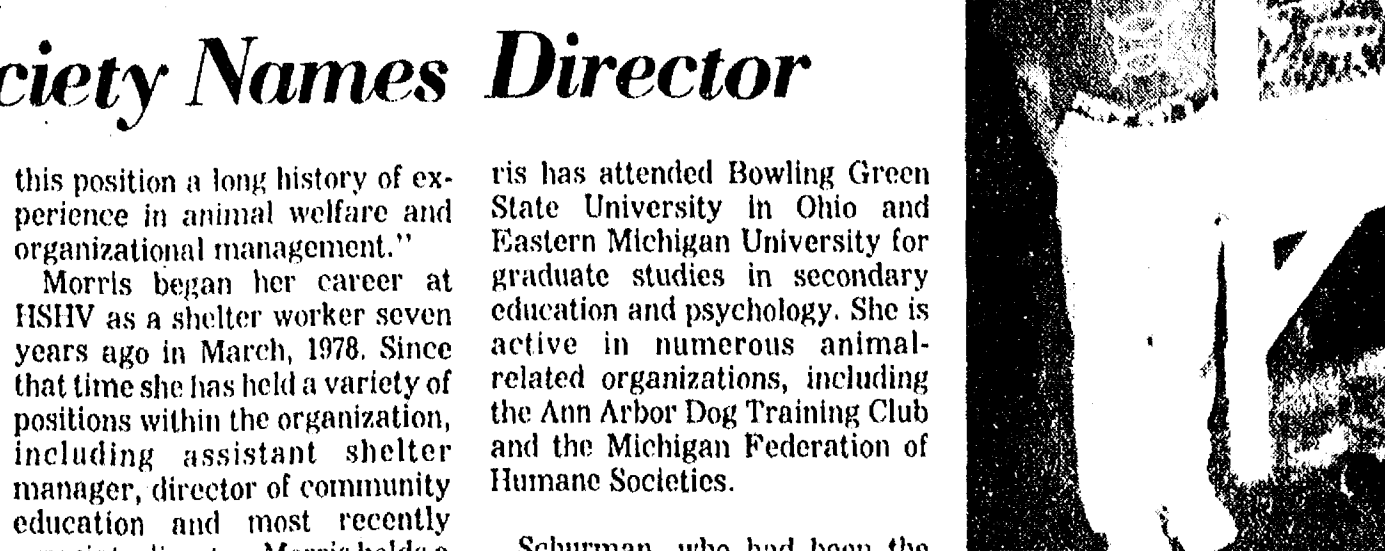 ciety Names Director
this position a long history of ex-
perience in animal welfare and
organizational management."
Morris began her career at
HSHV as a shelter worker seven
years ago in March, 1978. Since
that time she has held a variety of
positions within the organization,
including assistant shelter
manager, director of community
education and most recently
Morris holds a
ris has attended Bowling Green
State University in Ohio and
Eastern Michigan University for
graduate studies in secondary
education and psychology. She is
active in numerous animal-
related organizations, including
the Ann Arbor Dog Training Club
and the Michigan Federation of
Humane Societies.
Schurman, who had been the